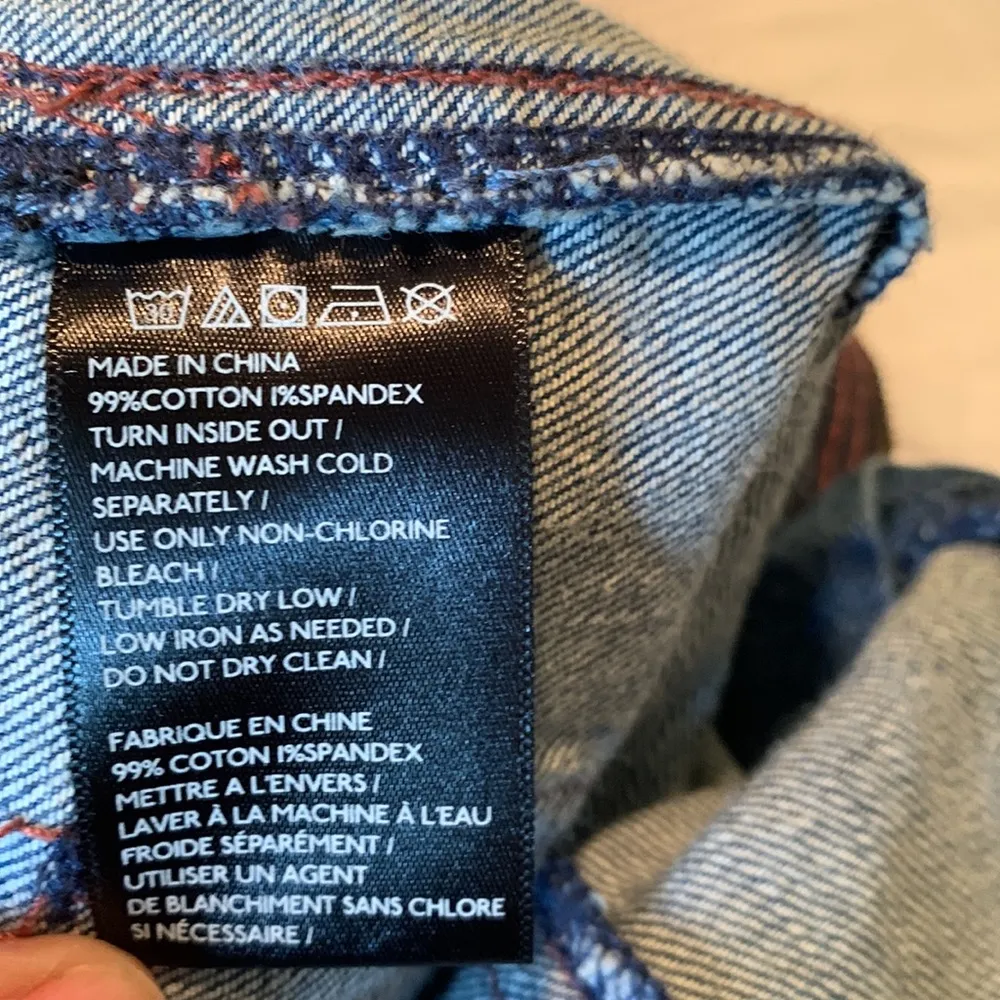 30
MADE IN CHINA
99%COTTON 1%SPANDEX
TURN INSIDE OUT /
MACHINE WASH COLD
SEPARATELY /
USE ONLY NON-CHLORINE
BLEACH /
TUMBLE DRY LOW /
LOW IRON AS NEEDED /
DO NOT DRY CLEAN /
FABRIQUE EN CHINE
99% COTON 1%SPANDEX
METTRE A L'ENVERS /
LAVER À LA MACHINE À L'EAU
FROIDE SÉPARÉMENT /
UTILISER UN AGENT
DE BLANCHIMENT SANS CHLORE
SI NÉCESSAIRE /